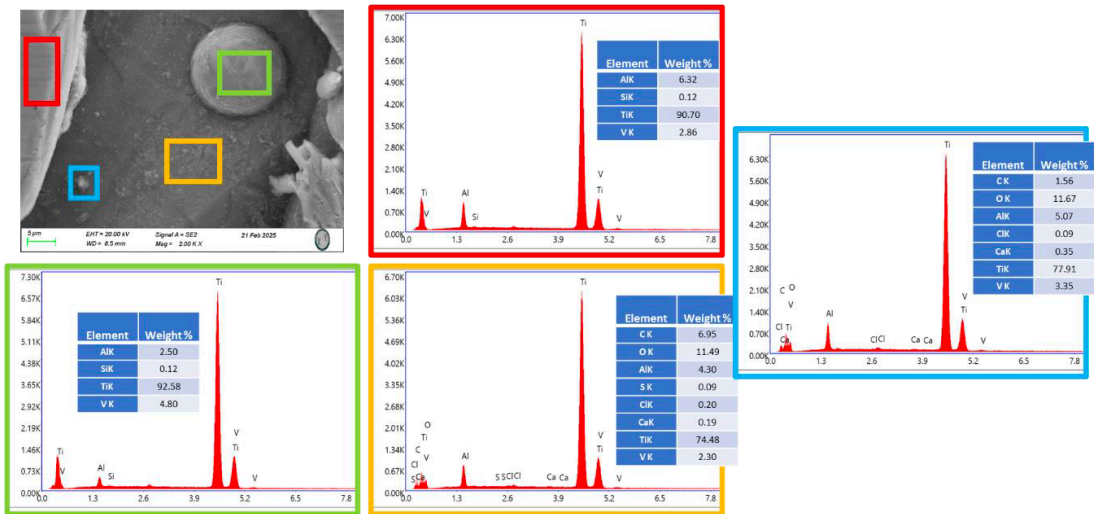 5 µm
EHT = 20.00 kV
WD = 8.5 mm
Signal A = SE2
Mag = 2.00 K X
21 Feb 2025
7.00K
6.30K
5.60K
4.90K
4.20K
3.50K
2.80K
2.10K
1.40K
0.70K
0.00K
0.0 1.3 2.6 3.9 5.2 6.5 7.8
Ti
V
Al
Si
Ti
V
Ti
V
Element Weight %
AlK 6.32
SiK 0.12
TiK 90.70
V K 2.86
6.30K
5.60K
4.90K
4.20K
3.50K
2.80K
2.10K
1.40K
0.70K
0.00K
0.0 1.3 2.6 3.9 5.2 6.5 7.8
C O
V
Cl Ti
Ca
Al
Cl Cl
Ca Ca
Ti
V
Ti
V
Element Weight %
C K 1.56
O K 11.67
AlK 5.07
ClK 0.09
CaK 0.35
TiK 77.91
V K 3.35
7.30K
6.57K
5.84K
5.11K
4.38K
3.65K
2.92K
2.19K
1.46K
0.73K
0.00K
0.0 1.3 2.6 3.9 5.2 6.5 7.8
Ti
V
Al
Si
Ti
V
Ti
V
Element Weight %
AlK 2.50
SiK 0.12
TiK 92.58
V K 4.80
6.70K
6.03K
5.36K
4.69K
4.02K
3.35K
2.68K
2.01K
1.34K
0.67K
0.00K
0.0 1.3 2.6 3.9 5.2 6.5 7.8
O
Ti
C
V
Cl
S Ca
Al
S S Cl Cl
Ca Ca
Ti
V
Ti
V
Element Weight %
C K 6.95
O K 11.49
AlK 4.30
S K 0.09
ClK 0.20
CaK 0.19
TiK 74.48
V K 2.30